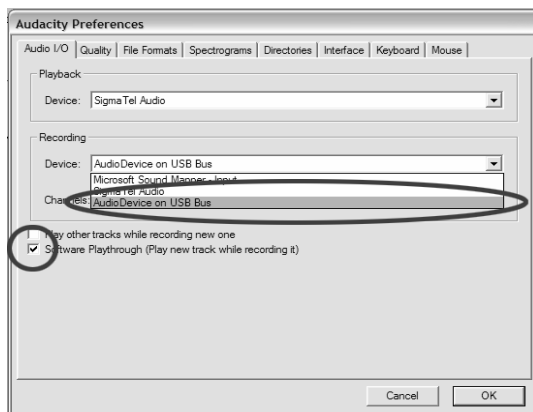 Audacity Preferences
Audio I/O Quality File Formats Spectrograms Directories Interface Keyboard Mouse
Playback
Device: SigmaTel Audio
Recording
Device: AudioDevice on USB Bus
Microsoft Sound Mapper - Input
SigmaTel Audio
Channels: AudioDevice on USB Bus
Play other tracks while recording new one
Software Playthrough (Play new track while recording it)
Cancel OK